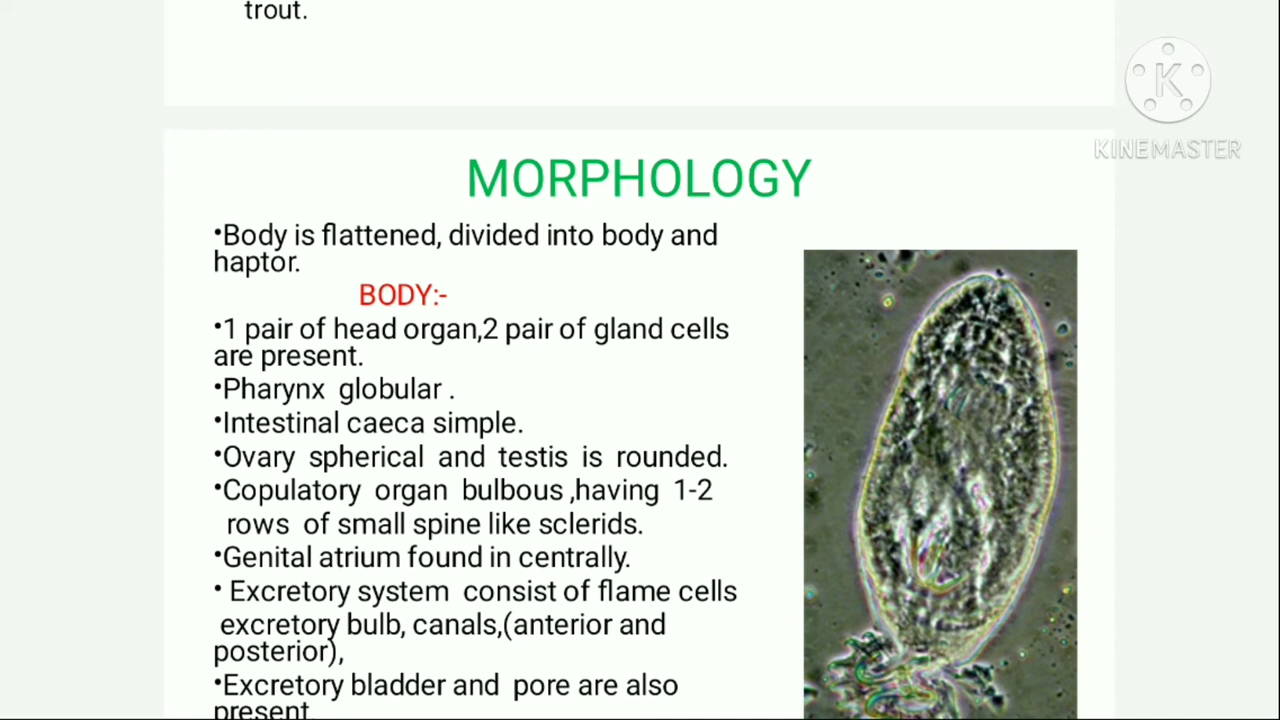 trout.
K
KINEMASTER
MORPHOLOGY
•Body is flattened, divided into body and
haptor.
BODY:-
•1 pair of head organ,2 pair of gland cells
are present.
•Pharynx globular .
•Intestinal caeca simple.
•Ovary spherical and testis is rounded.
•Copulatory organ bulbous ,having 1-2
rows of small spine like sclerids.
•Genital atrium found in centrally.
• Excretory system consist of flame cells
excretory bulb, canals,(anterior and
posterior),
•Excretory bladder and pore are also
present.